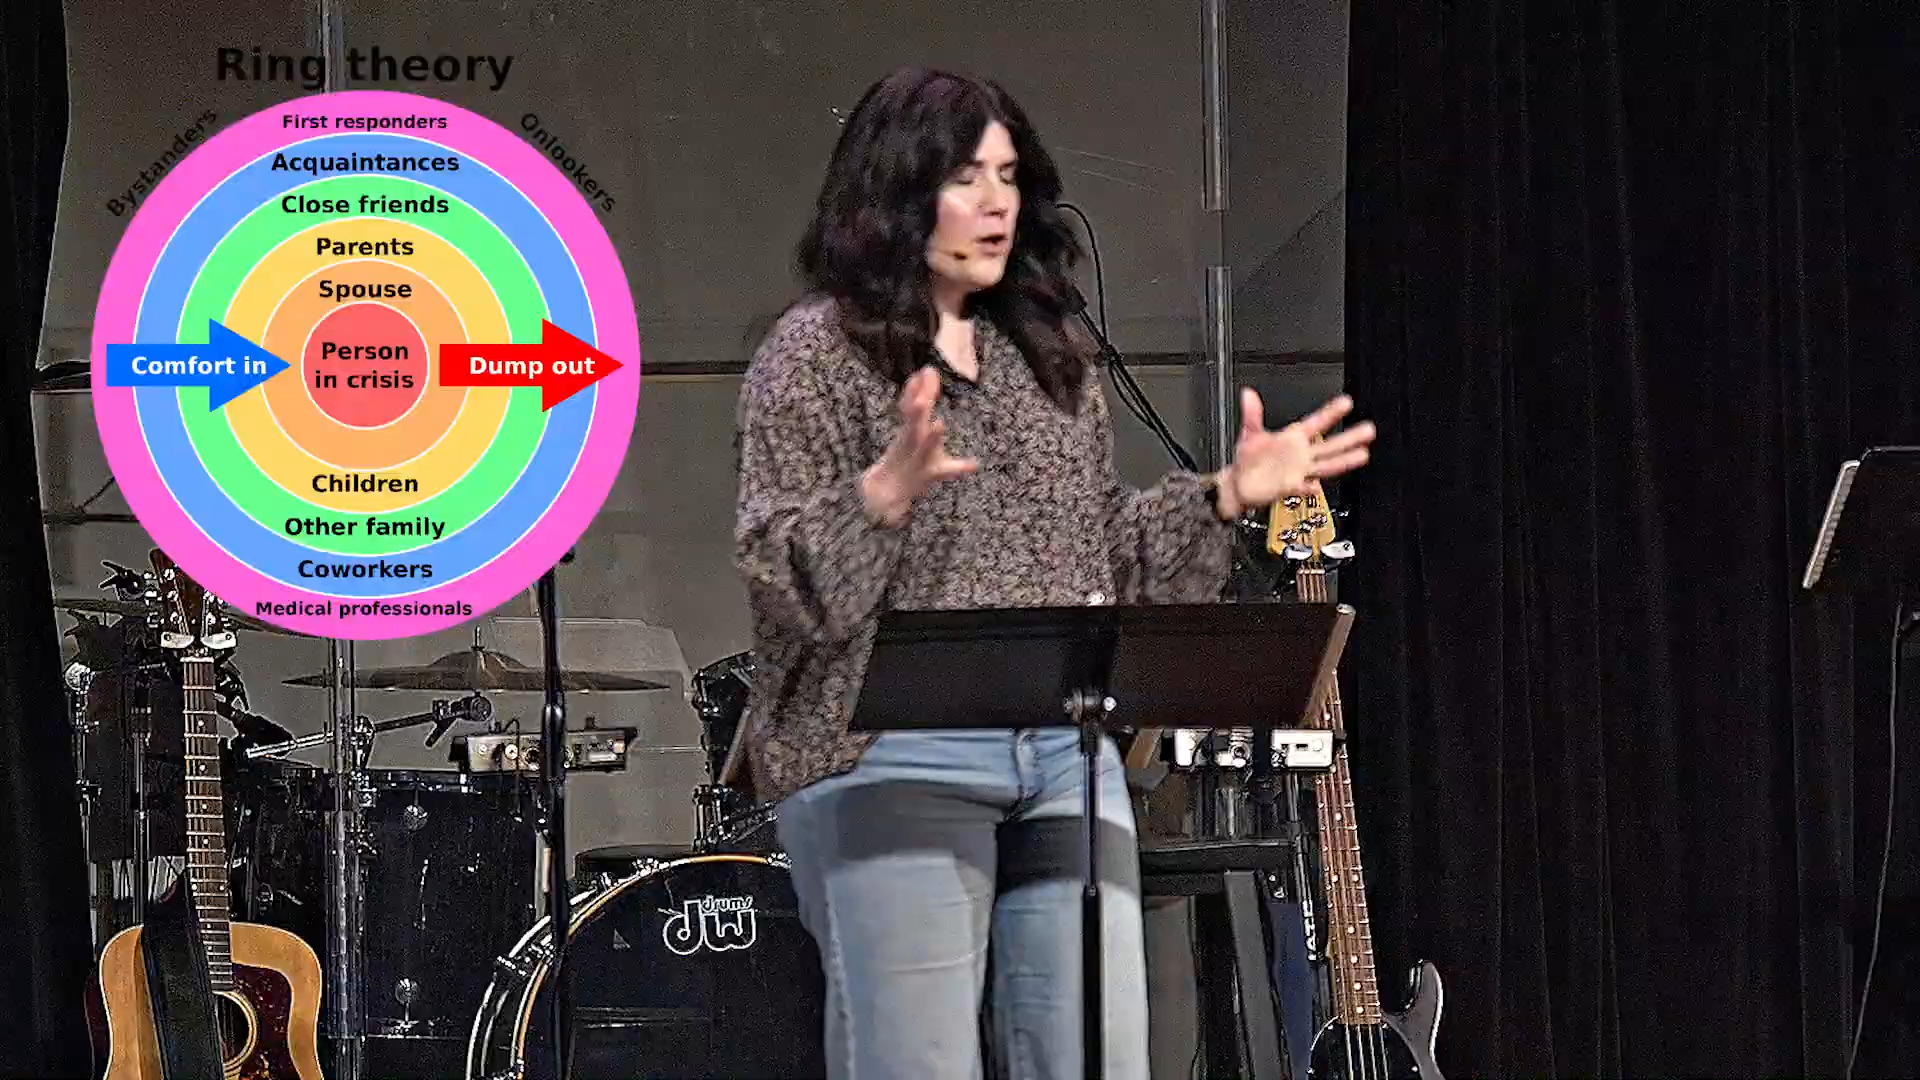 Ring theory
Bystanders
Onlookers
First responders
Acquaintances
Close friends
Parents
Spouse
Comfort in
Person
in crisis
Dump out
Children
Other family
Coworkers
Medical professionals
drums
dw